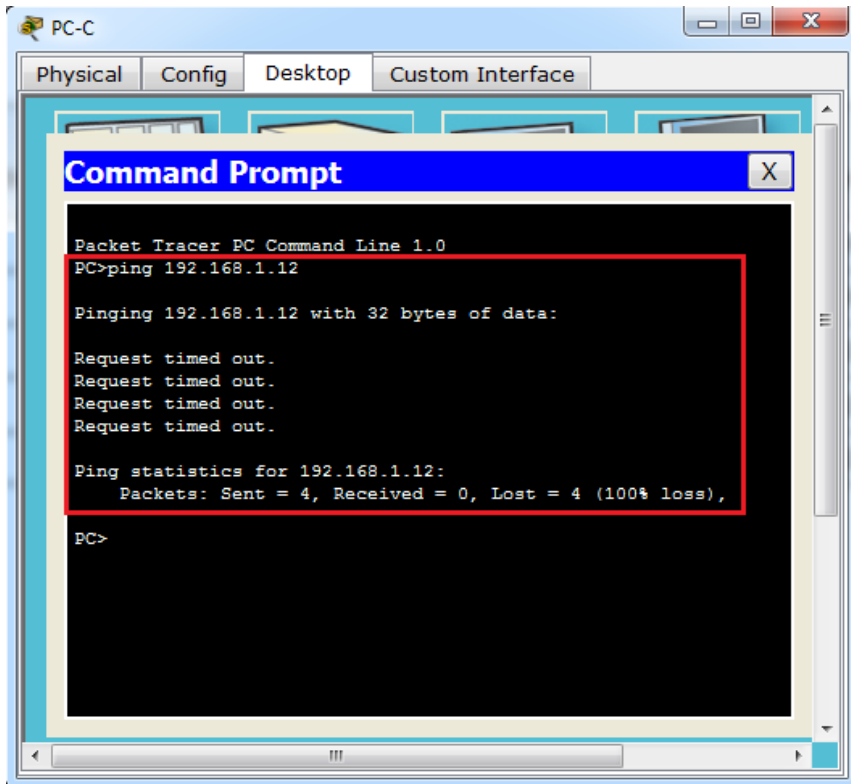 PC-C
Physical Config Desktop Custom Interface
Command Prompt
X
Packet Tracer PC Command Line 1.0
PC>ping 192.168.1.12
Pinging 192.168.1.12 with 32 bytes of data:
Request timed out.
Request timed out.
Request timed out.
Request timed out.
Ping statistics for 192.168.1.12:
Packets: Sent = 4, Received = 0, Lost = 4 (100% loss),
PC>